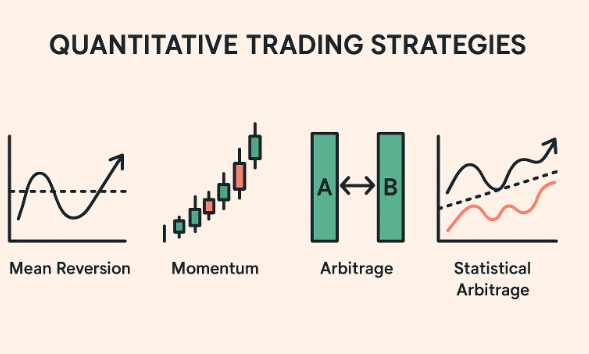 QUANTITATIVE TRADING STRATEGIES
A
B
Mean Reversion
Momentum
Arbitrage
Statistical
Arbitrage